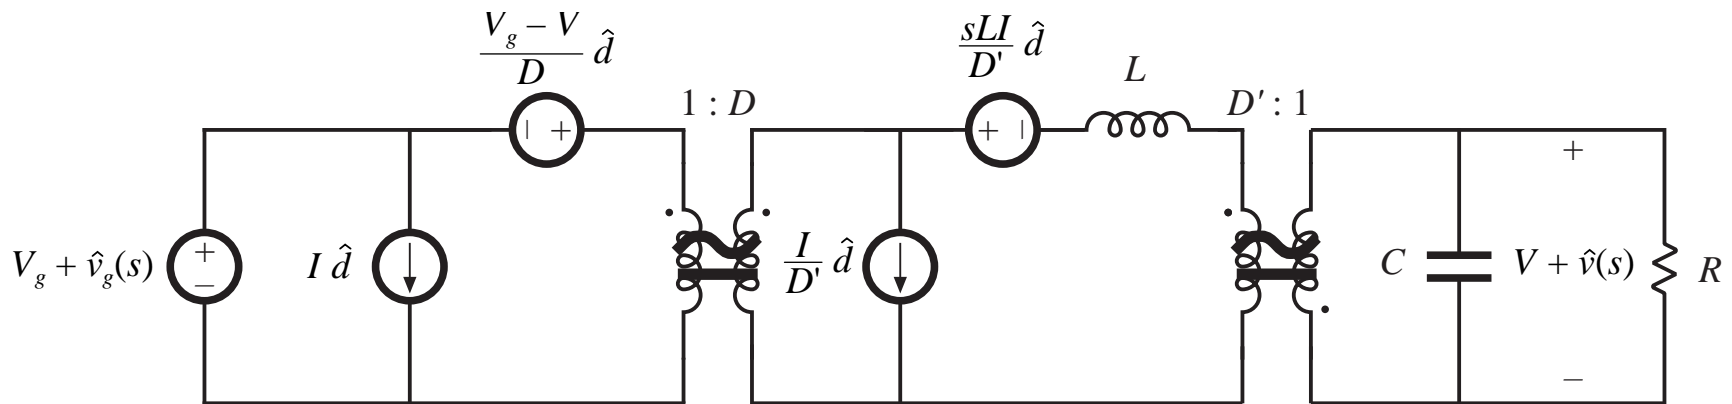 (V_g – V)/D d̂
sLI/D' d̂
L
1 : D
D' : 1
+
–
+
–
+
–
+
–
V_g + v̂_g(s)
I d̂
I/D' d̂
C
V + v̂(s)
R